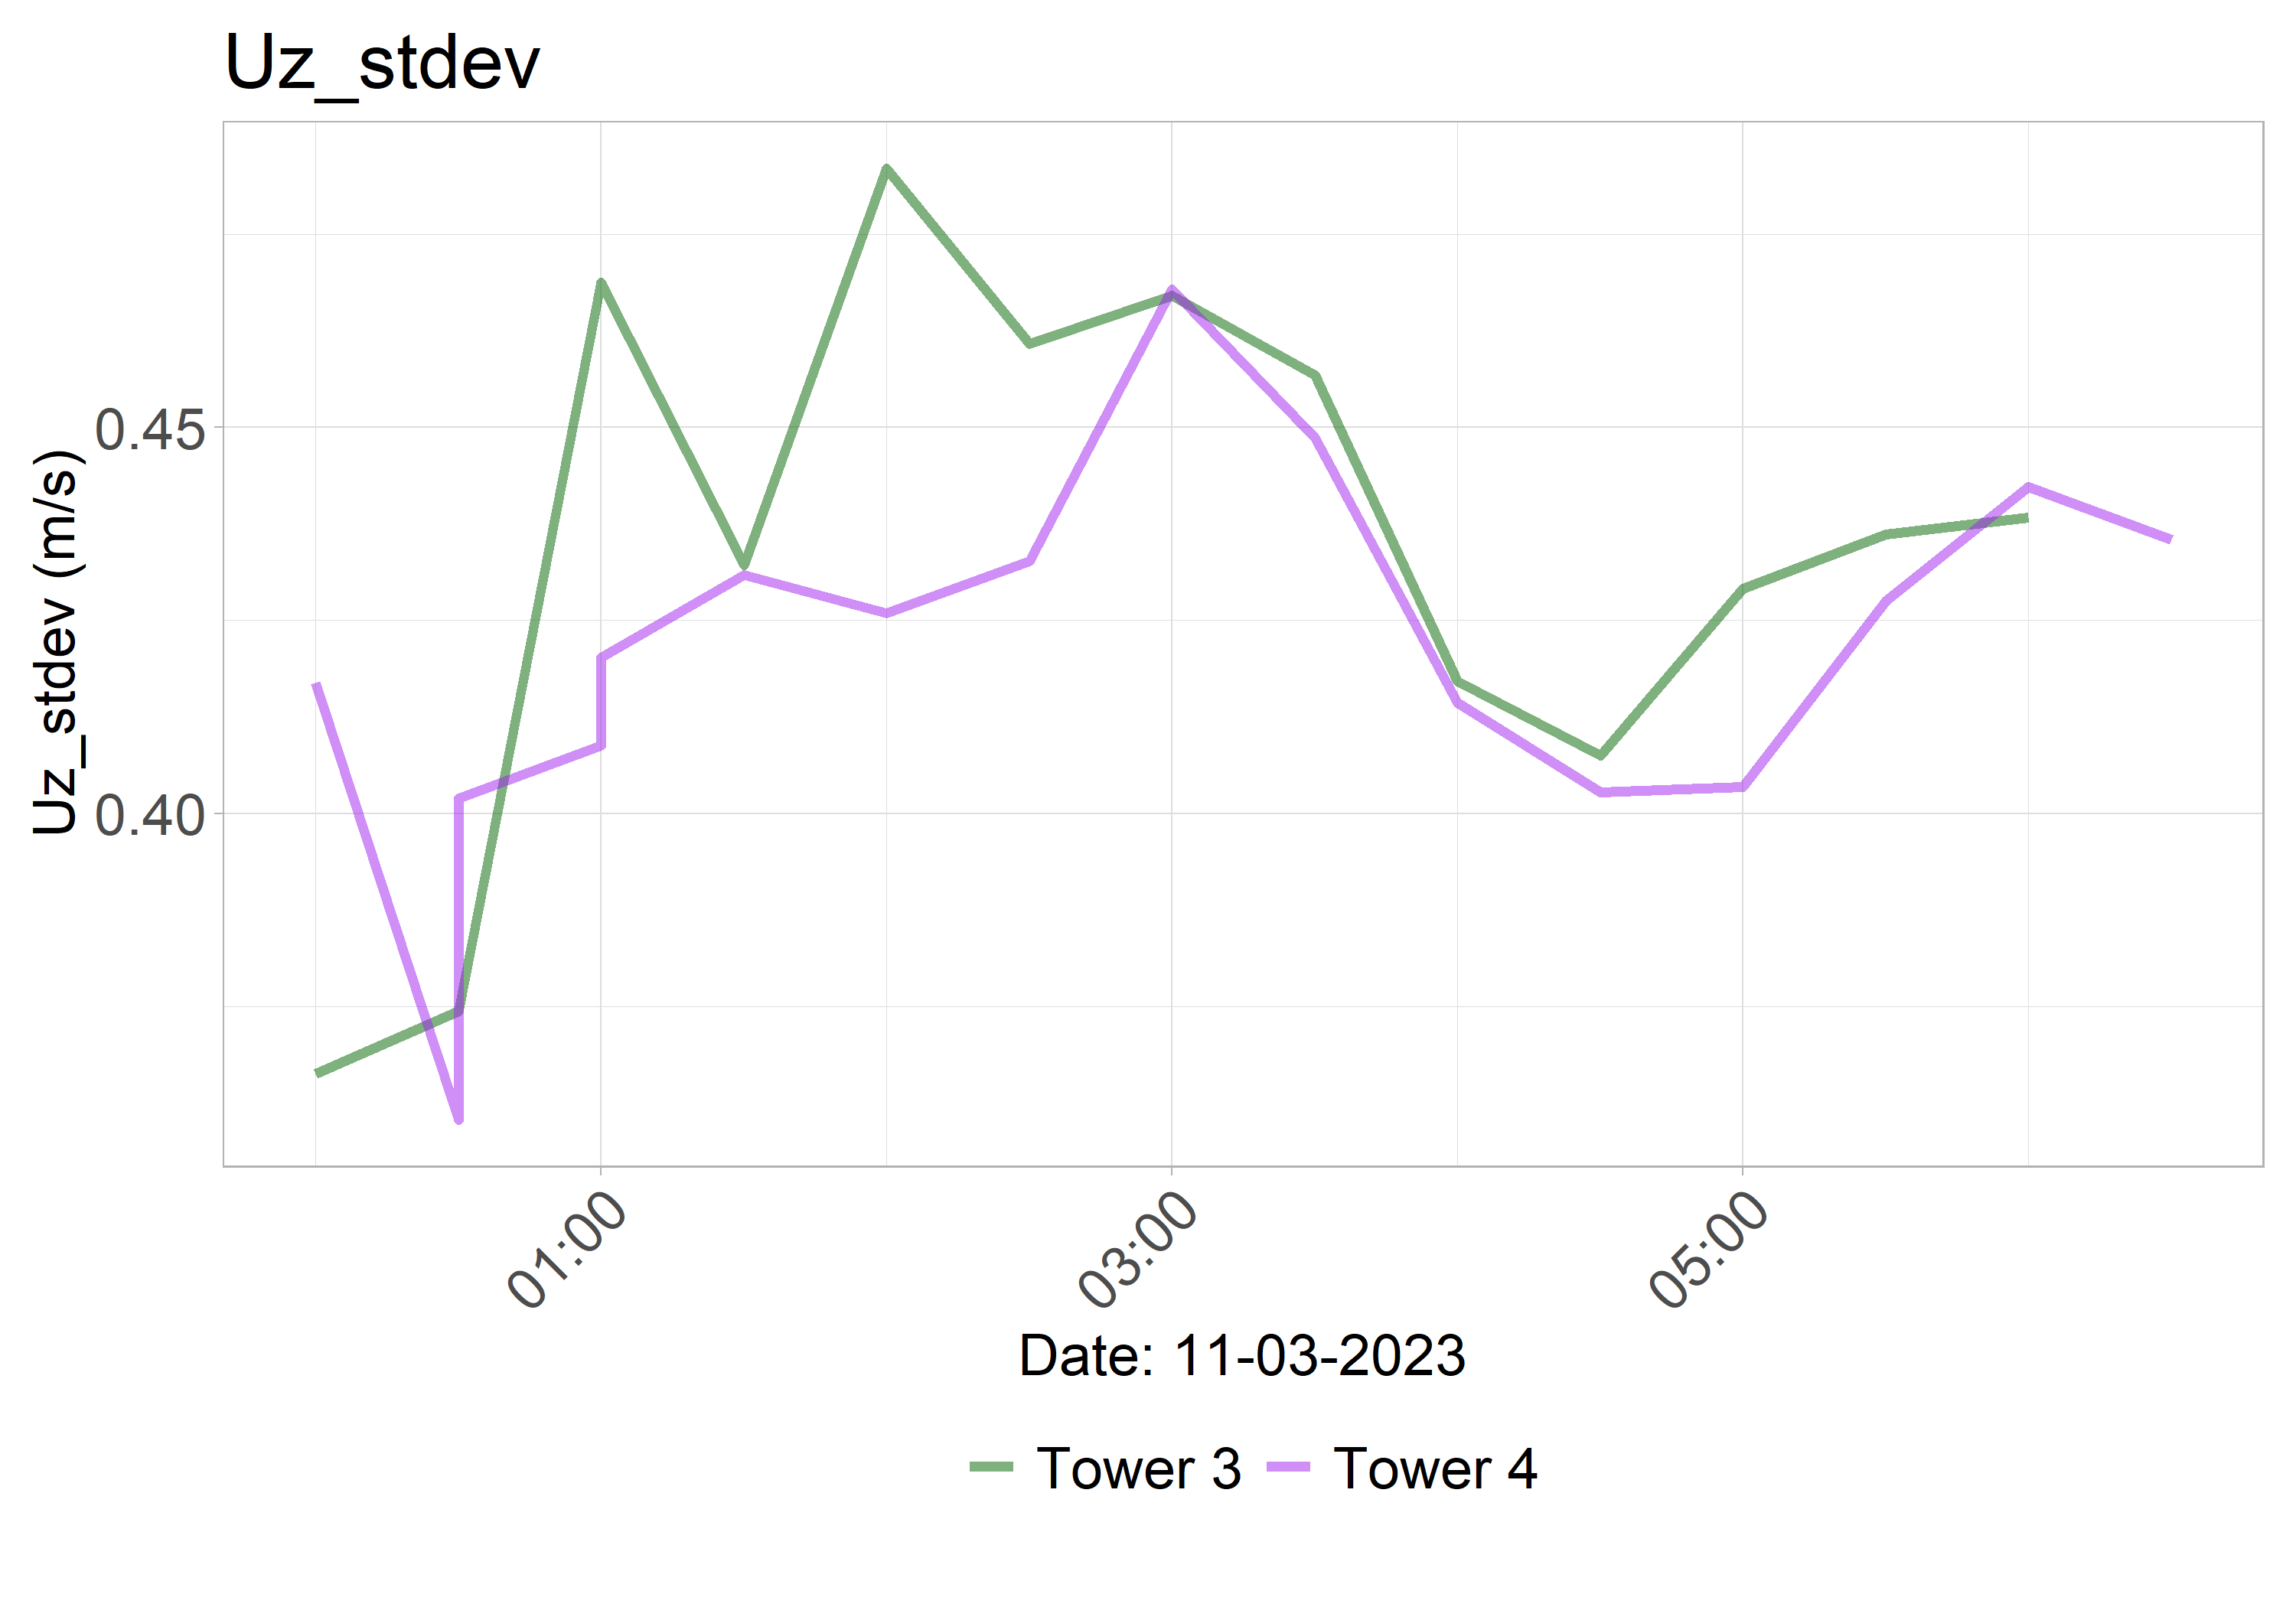 Uz_stdev
Uz_stdev (m/s)
0.45
0.40
01:00
03:00
05:00
Date: 11-03-2023
Tower 3
Tower 4